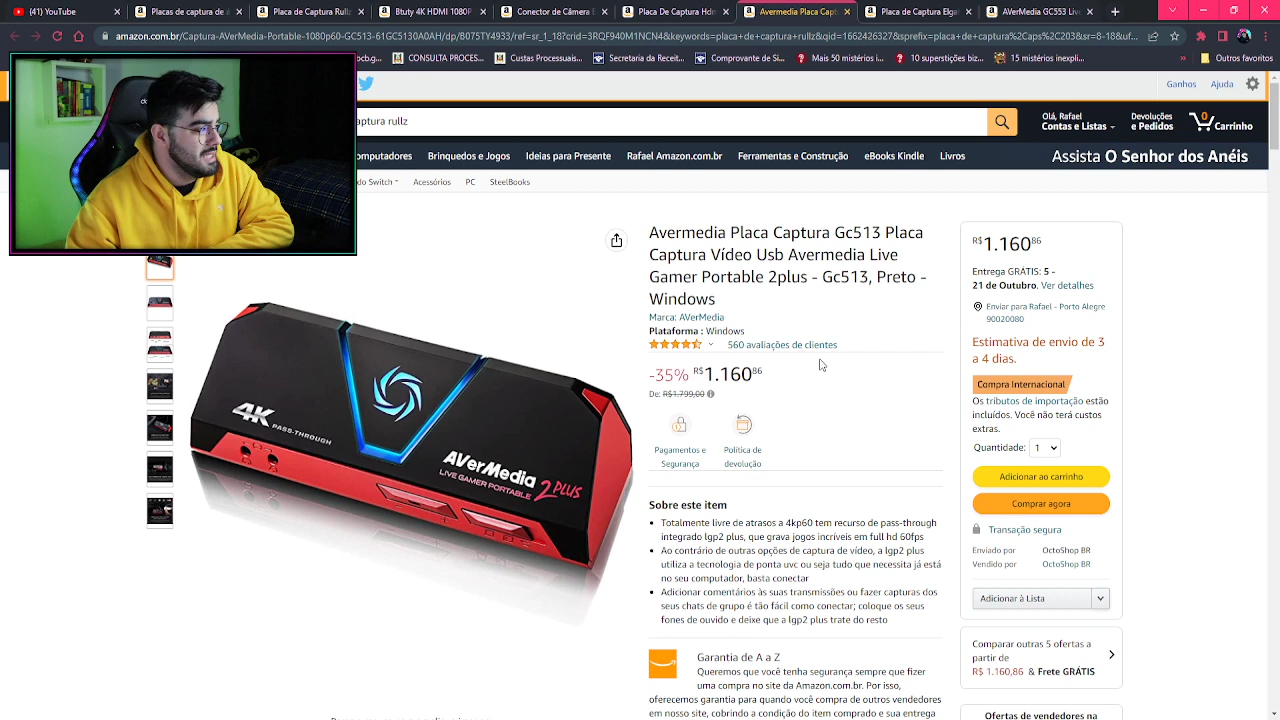 (41) YouTube
Placas de captura de á
Placa de Captura Rullz
Btuty 4K HDMI 1080P
Conector de Câmera E
Placa De Captura
Avermedia Placa Capt
Placa de Captura Elga
AVerMedia GC553 Live
amazon.com.br/Captura-AVerMedia-Portable-1080p60-GC513-61GC5130A0AH/dp/B075TY4933/ref=sr_1_18?crid=3RQF940M1NCN4&keywords=placa+de+captura+rullz&qid=1662426327&sprefix=placa+de+captura+%2Caps%2C203&sr=8-18&uf...
ocb.g...
CONSULTA PROCES...
Custas Processuais...
Secretaria da Receit...
Comprovante de Si...
Mais 50 mistérios i...
10 superstições biz...
15 mistérios inexpli...
Outros favoritos
Ganhos
Ajuda
aptura rullz
Olá, Rafael
Contas e Listas
Devoluções
e Pedidos
0
Carrinho
omputadores
Brinquedos e Jogos
Ideias para Presente
Rafael Amazon.com.br
Ferramentas e Construção
eBooks Kindle
Livros
Assista O Senhor dos Anéis
do Switch
Acessórios
PC
SteelBooks
Avermedia Placa Captura Gc513 Placa
Captura Vídeo Usb Avermedia Live
Gamer Portable 2plus - Gc513, Preto -
Windows
Marca: AVerMedia
Plataforma : Windows
560 avaliações de clientes
-35% R$1.16086
De: R$1.799,00
Pagamentos e
Segurança
Política de
devolução
Sobre este item
Totalmente livre de atrasos a 4kp60 tem recurso de pass-through
integrado lgp2 plus, que grava jogos incríveis em full hd 60fps
Ao contrário de outras opções de captura de vídeo, a lgp2 plus
utiliza a tecnologia de ponta uvc ou seja tudo que necessita já está
no seu computador, basta conectar
Adicionar comentários às suas transmissões ou fazer capturas dos
seus chats de grupo é tão fácil como conectar; coloque os seus
fones de ouvido e deixe que a lgp2 plus trate do resto
Garantia de A a Z
Queremos que você tenha segurança sempre que fizer
uma compra no site da Amazon.com.br. Por isso,
oferecemos garantia para quando você compra de outros vendedores
em nosso site, cobrindo a condição do item comprado e sua entrega
4K PASS-THROUGH
AVerMedia
LIVE GAMER PORTABLE 2 PLUS
R$1.16086
Entrega GRÁTIS: 5 -
21 de Outubro. Ver detalhes
Enviar para Rafael - Porto Alegre
90020080
Estimativa de envio de 3
a 4 dias.
Compra Internacional
Os tributos de importação estão
incluídos. Você não terá custos
extras.
Quantidade: 1
Adicionar ao carrinho
Comprar agora
Transação segura
Enviado por OctoShop BR
Vendido por OctoShop BR
Adicionar à Lista
Comparar outras 5 ofertas a
partir de
R$ 1.160,86 & Frete GRÁTIS
Ofertas de vendedores na